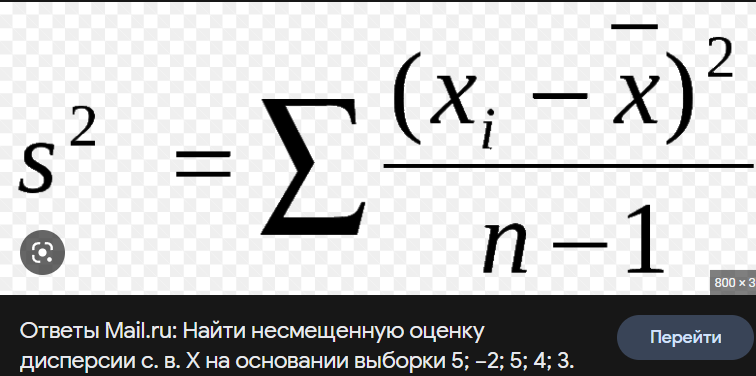 s² = ∑ (xᵢ − x̅)² / (n − 1)
800 × 3
Ответы Mail.ru: Найти несмещенную оценку
дисперсии с. в. X на основании выборки 5; −2; 5; 4; 3.
Перейти